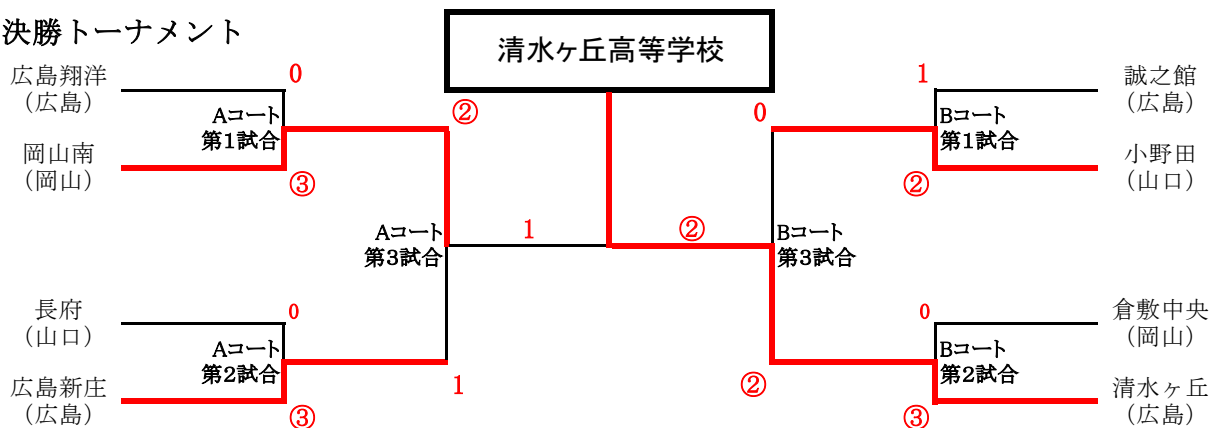 決勝トーナメント
清水ヶ丘高等学校
広島翔洋
(広島)
0
Aコート
第1試合
②
岡山南
(岡山)
③
0
1
誠之館
(広島)
Bコート
第1試合
小野田
(山口)
②
Aコート
第3試合
1
②
Bコート
第3試合
長府
(山口)
0
Aコート
第2試合
1
広島新庄
(広島)
③
②
0
倉敷中央
(岡山)
Bコート
第2試合
清水ヶ丘
(広島)
③